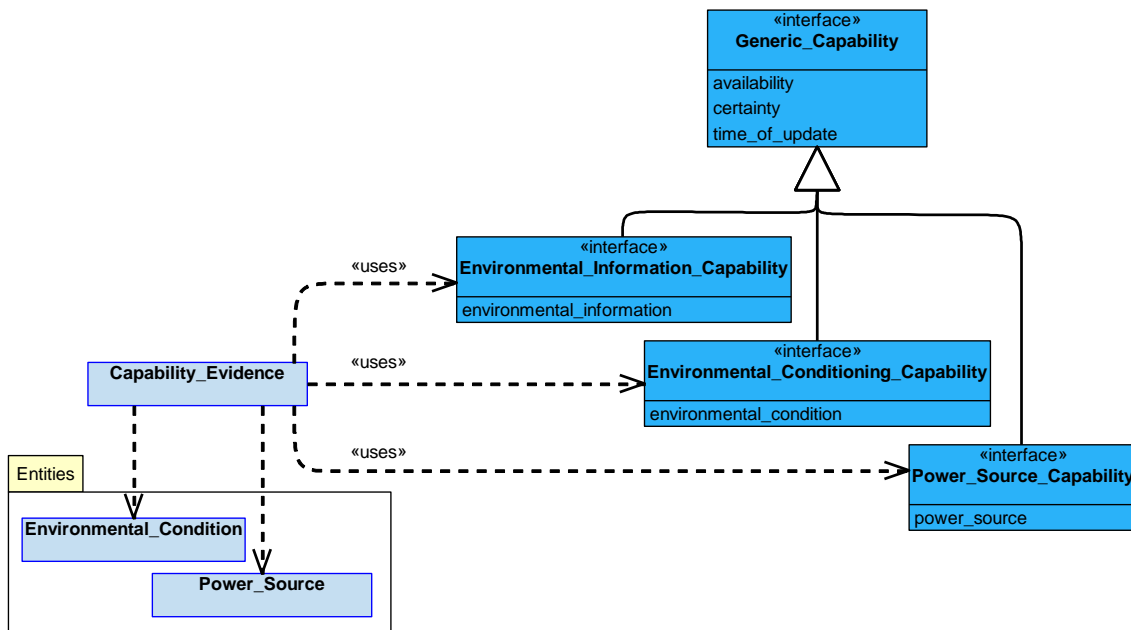 «interface»
Generic_Capability
availability
certainty
time_of_update
«interface»
Environmental_Information_Capability
environmental_information
«uses»
«interface»
Environmental_Conditioning_Capability
environmental_condition
«uses»
Capability_Evidence
«uses»
«interface»
Power_Source_Capability
power_source
Entities
Environmental_Condition
Power_Source